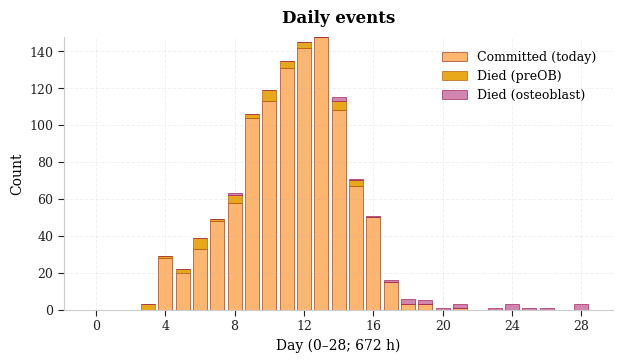 Daily events
Committed (today)
Died (preOB)
Died (osteoblast)
140
120
100
80
60
40
20
0
Count
0 4 8 12 16 20 24 28
Day (0–28; 672 h)